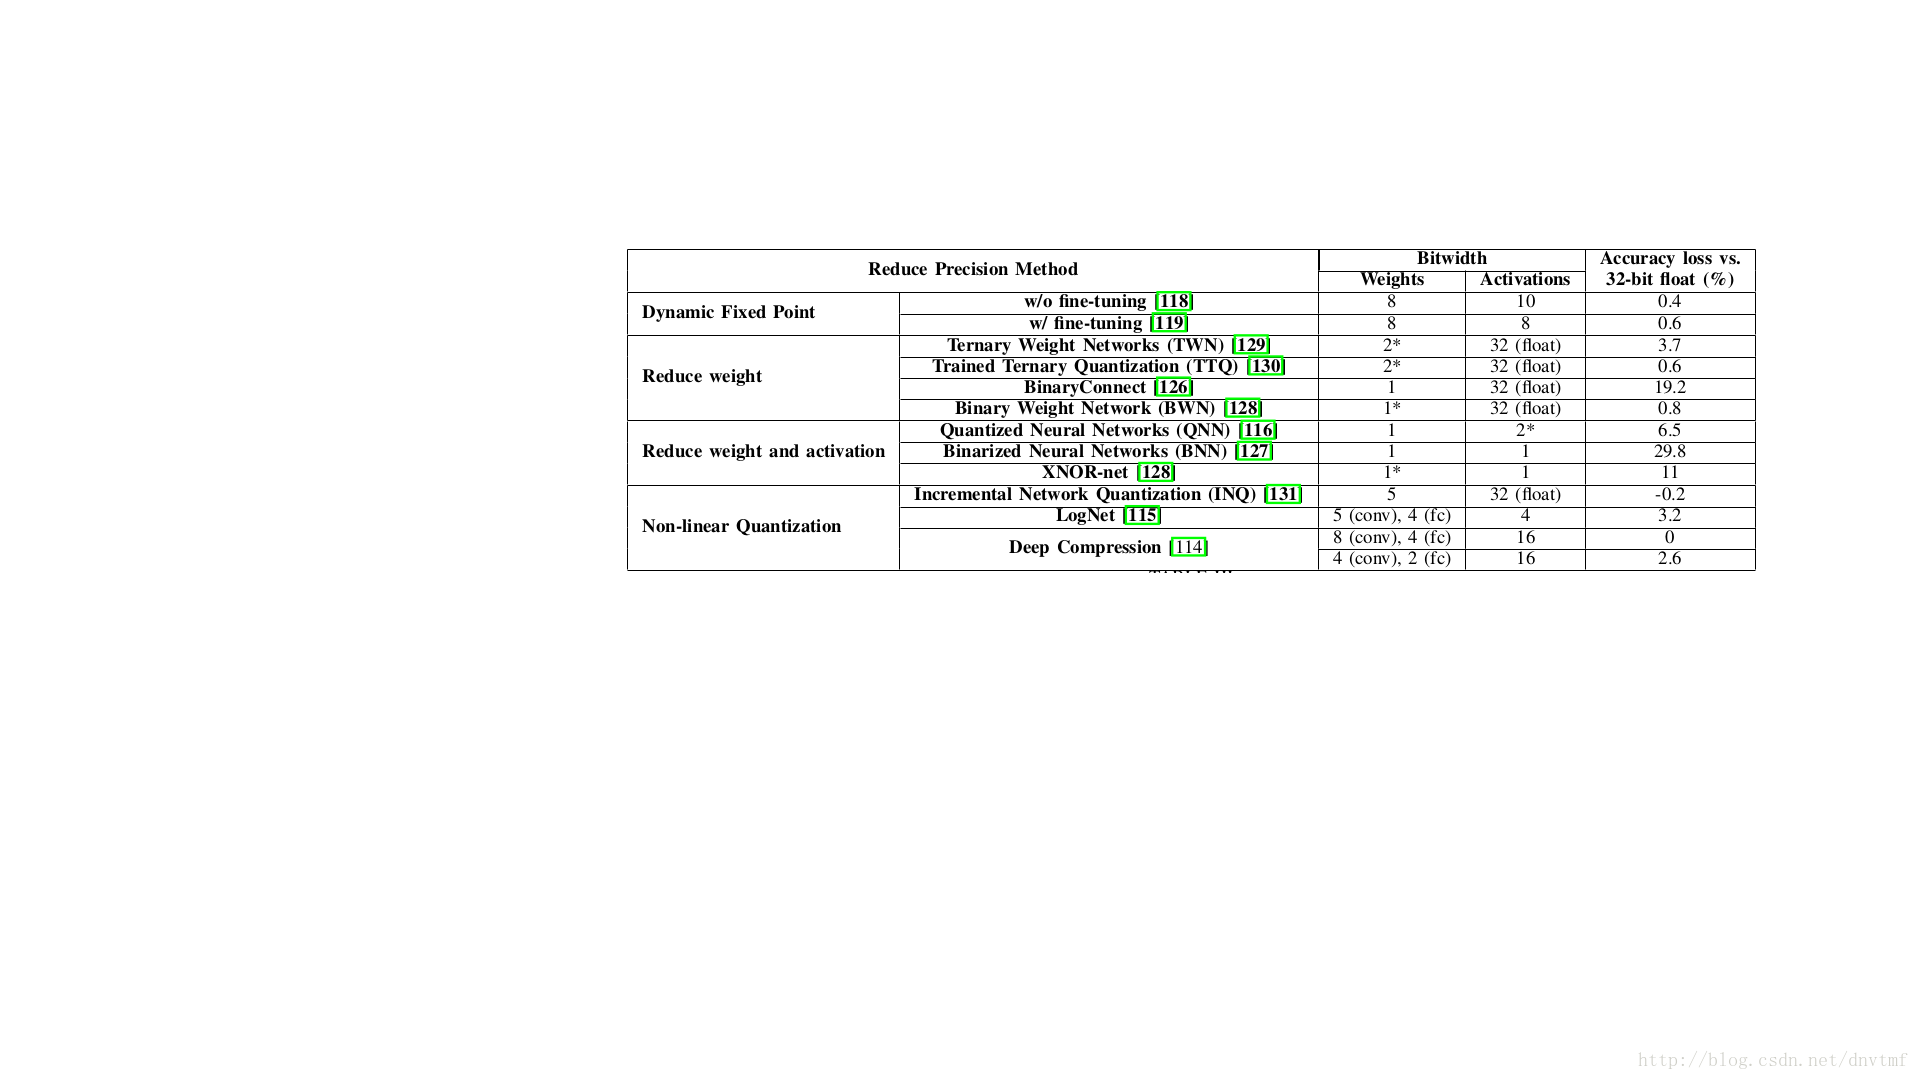 Reduce Precision Method Bitwidth Accuracy loss vs.
Weights Activations 32-bit float (%)
Dynamic Fixed Point w/o fine-tuning [118] 8 10 0.4
w/ fine-tuning [119] 8 8 0.6
Reduce weight Ternary Weight Networks (TWN) [129] 2* 32 (float) 3.7
Trained Ternary Quantization (TTQ) [130] 2* 32 (float) 0.6
BinaryConnect [126] 1 32 (float) 19.2
Binary Weight Network (BWN) [128] 1* 32 (float) 0.8
Reduce weight and activation Quantized Neural Networks (QNN) [116] 1 2* 6.5
Binarized Neural Networks (BNN) [127] 1 1 29.8
XNOR-net [128] 1* 1 11
Non-linear Quantization Incremental Network Quantization (INQ) [131] 5 32 (float) -0.2
LogNet [115] 5 (conv), 4 (fc) 4 3.2
Deep Compression [114] 8 (conv), 4 (fc) 16 0
4 (conv), 2 (fc) 16 2.6
http://blog.csdn.net/dnvtmf